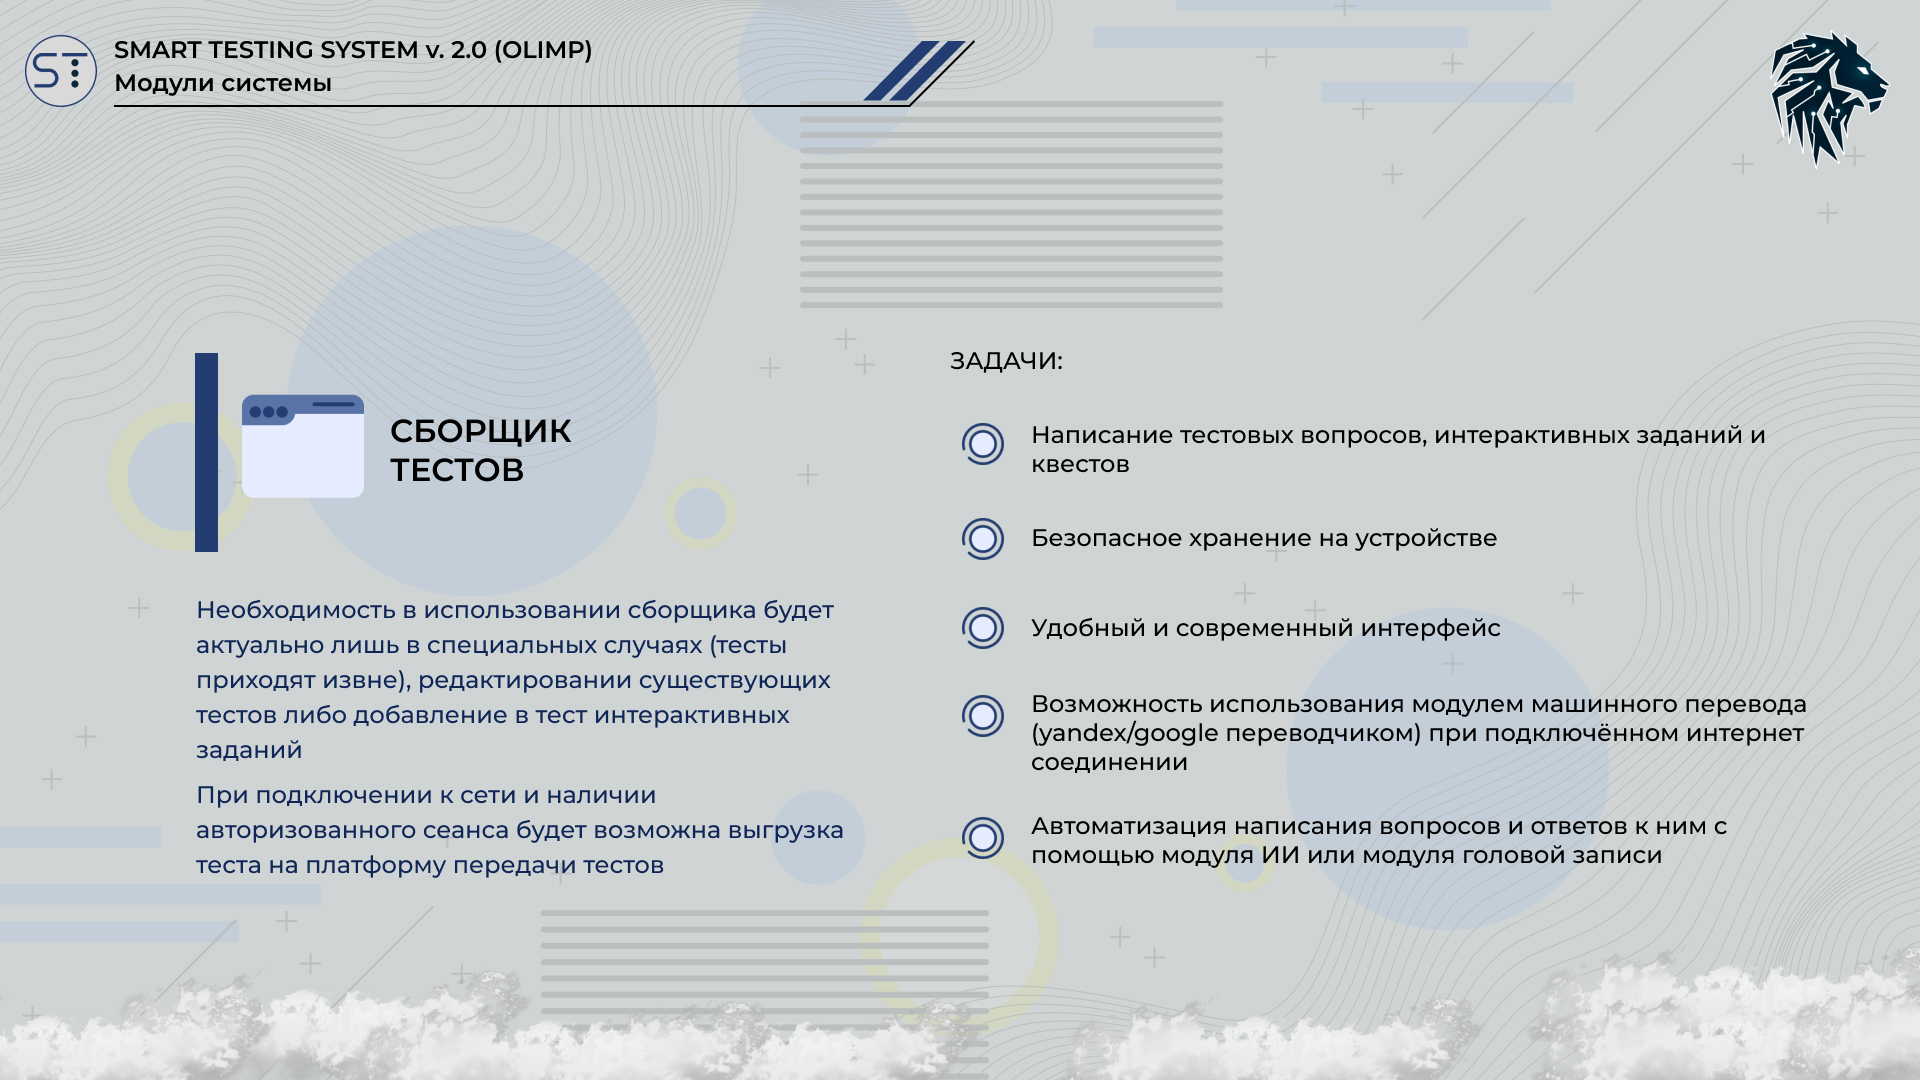 ST
SMART TESTING SYSTEM v. 2.0 (OLIMP)
Модули системы
СБОРЩИК
ТЕСТОВ
Необходимость в использовании сборщика будет
актуально лишь в специальных случаях (тесты
приходят извне), редактировании существующих
тестов либо добавление в тест интерактивных
заданий
При подключении к сети и наличии
авторизованного сеанса будет возможна выгрузка
теста на платформу передачи тестов
ЗАДАЧИ:
Написание тестовых вопросов, интерактивных заданий и
квестов
Безопасное хранение на устройстве
Удобный и современный интерфейс
Возможность использования модулем машинного перевода
(yandex/google переводчиком) при подключённом интернет
соединении
Автоматизация написания вопросов и ответов к ним с
помощью модуля ИИ или модуля головой записи